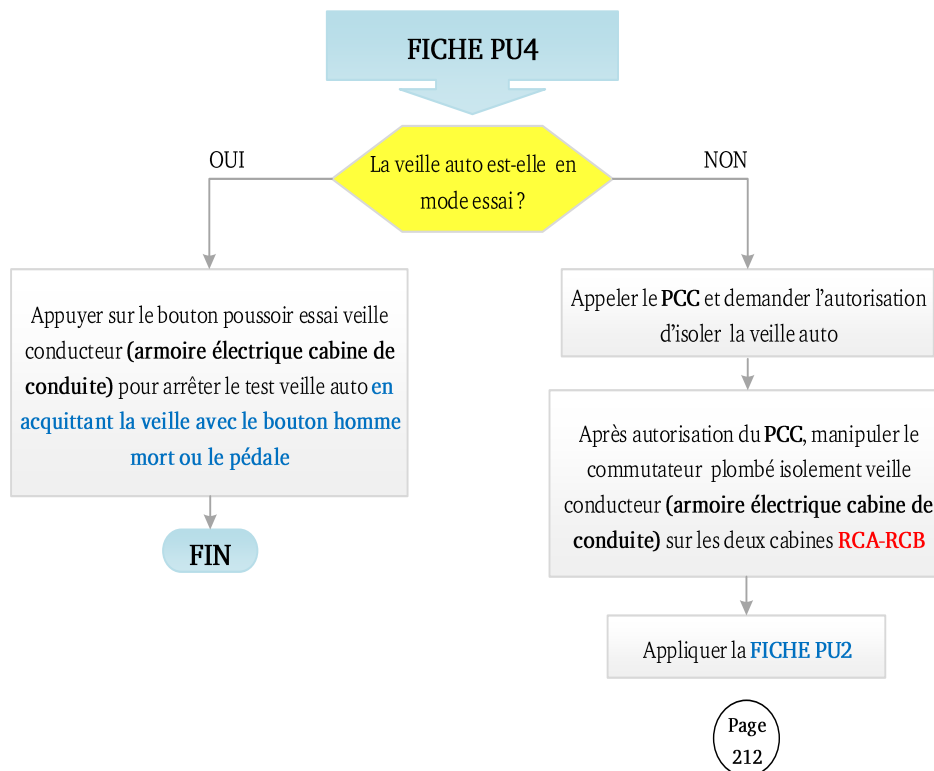 FICHE PU4
La veille auto est-elle en
mode essai ?
OUI
NON
Appuyer sur le bouton poussoir essai veille
conducteur (armoire électrique cabine de
conduite) pour arrêter le test veille auto en
acquittant la veille avec le bouton homme
mort ou le pédale
FIN
Appeler le PCC et demander l'autorisation
d'isoler la veille auto
Après autorisation du PCC, manipuler le
commutateur plombé isolement veille
conducteur (armoire électrique cabine de
conduite) sur les deux cabines RCA-RCB
Appliquer la FICHE PU2
Page
212